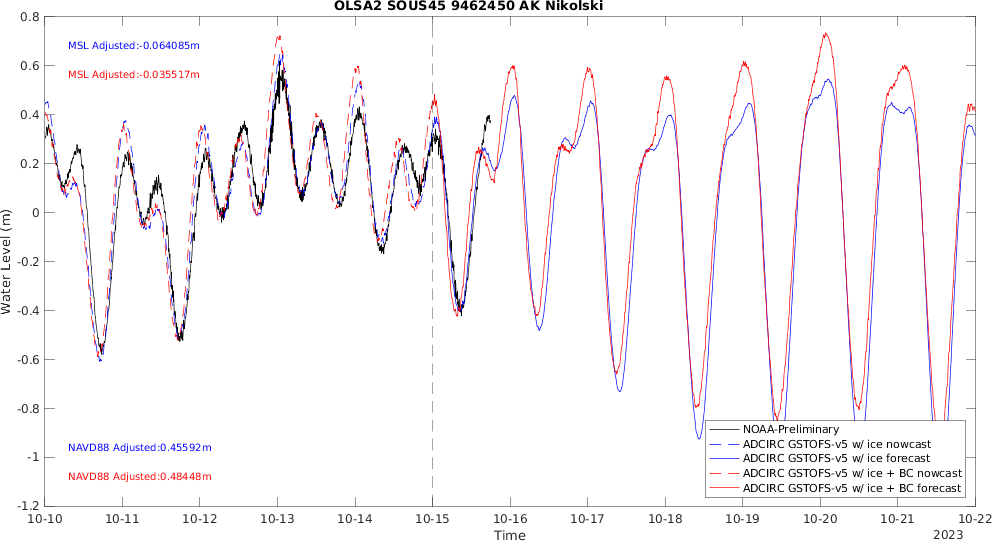 OLSA2 SOUS45 9462450 AK Nikolski
MSL Adjusted:-0.064085m
MSL Adjusted:-0.035517m
NAVD88 Adjusted:0.45592m
NAVD88 Adjusted:0.48448m
Water Level (m)
0.8
0.6
0.4
0.2
0
-0.2
-0.4
-0.6
-0.8
-1
-1.2
NOAA-Preliminary
ADCIRC GSTOFS-v5 w/ ice nowcast
ADCIRC GSTOFS-v5 w/ ice forecast
ADCIRC GSTOFS-v5 w/ ice + BC nowcast
ADCIRC GSTOFS-v5 w/ ice + BC forecast
10-10 10-11 10-12 10-13 10-14 10-15 10-16 10-17 10-18 10-19 10-20 10-21 10-22
Time
2023